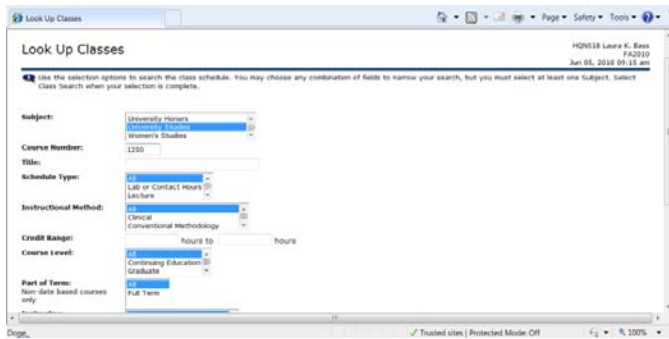 Look Up Classes
Page Safety Tools
Look Up Classes
HQN518 Laura K. Bass
FA2010
Jun 05, 2010 09:15 am
Use the selection options to search the class schedule. You may choose any combination of fields to narrow your search, but you must select at least one Subject. Select
Class Search when your selection is complete.
Subject:
University Honors
University Studies
Women's Studies
Course Number:
1250
Title:
Schedule Type:
All
Lab or Contact Hours
Lecture
Instructional Method:
All
Clinical
Conventional Methodology
Credit Range:
hours to hours
Course Level:
All
Continuing Education
Graduate
Part of Term:
Non-date based courses
only
All
Full Term
Done
Trusted sites | Protected Mode: Off
100%